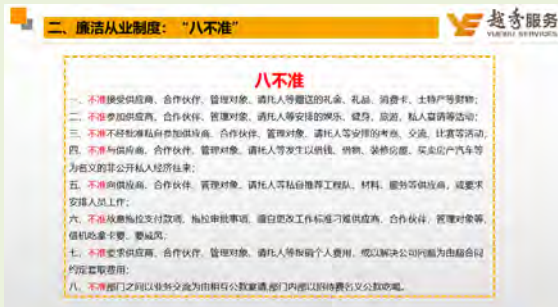 二、廉洁从业制度：“八不准”
越秀服务
YUEXIU SERVICES
八不准
一、不准接受供应商、合作伙伴、管理对象、请托人等赠送的礼金、礼品、消费卡、土特产等财物；
二、不准参加供应商、合作伙伴、管理对象、请托人等安排的娱乐、健身、旅游、私人宴请等活动；
三、不准不经批准私自参加供应商、合作伙伴、管理对象、请托人等安排的考察、交流、比赛等活动；
四、不准与供应商、合作伙伴、管理对象、请托人等发生以借钱、借物、装修房屋、买卖房产汽车等
为名义的非公开私人经济往来；
五、不准向供应商、合作伙伴、管理对象、请托人等私自推荐工程队、材料、服务等供应商，或要求
安排人员工作；
六、不准故意拖拉支付款项、拖拉审批事项、擅自更改工作标准刁难供应商、合作伙伴、管理对象等，
借机吃拿卡要、耍威风；
七、不准要求供应商、合作伙伴、管理对象、请托人等报销个人费用，或以解决公司问题为由超合同
约定套取费用；
八、不准部门之间以业务交流为由相互公款宴请，部门内部以招待费名义公款吃喝。